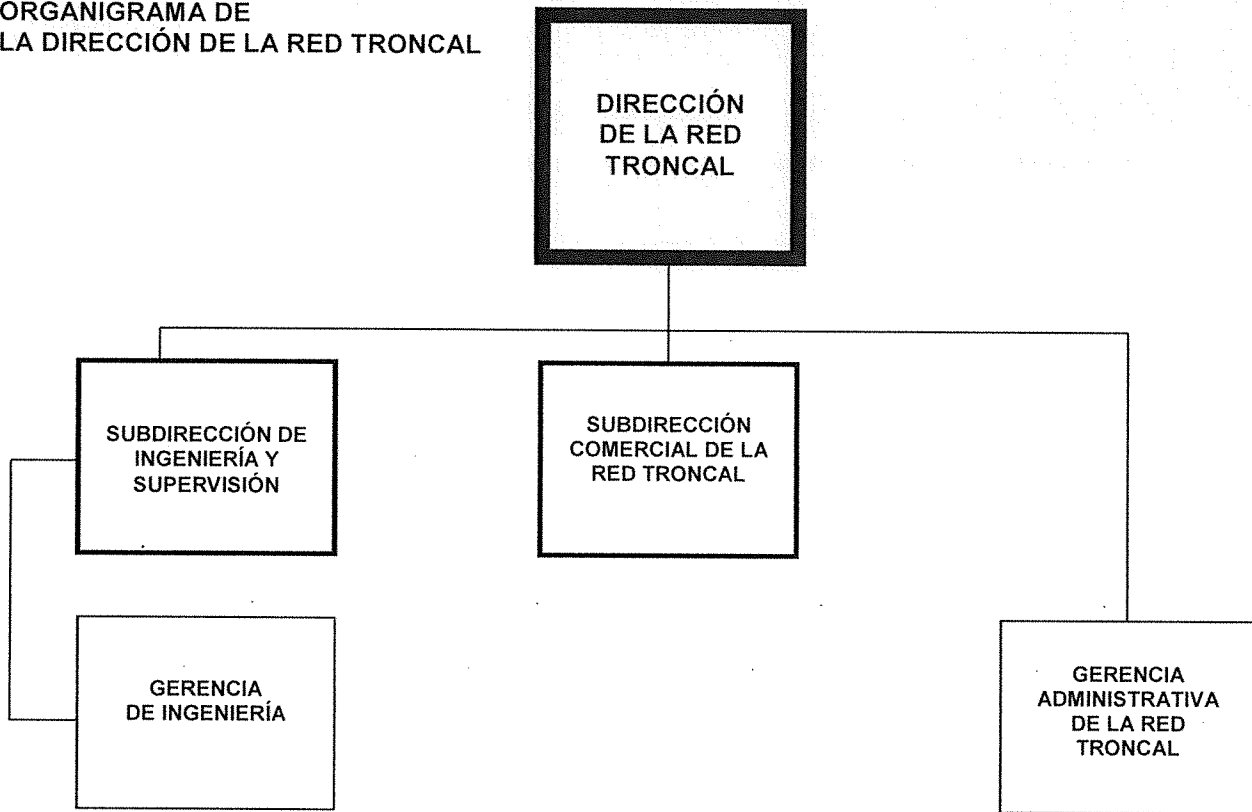 ORGANIGRAMA DE
LA DIRECCIÓN DE LA RED TRONCAL
DIRECCIÓN
DE LA RED
TRONCAL
SUBDIRECCIÓN DE
INGENIERÍA Y
SUPERVISIÓN
SUBDIRECCIÓN
COMERCIAL DE LA
RED TRONCAL
GERENCIA
DE INGENIERÍA
GERENCIA
ADMINISTRATIVA
DE LA RED
TRONCAL